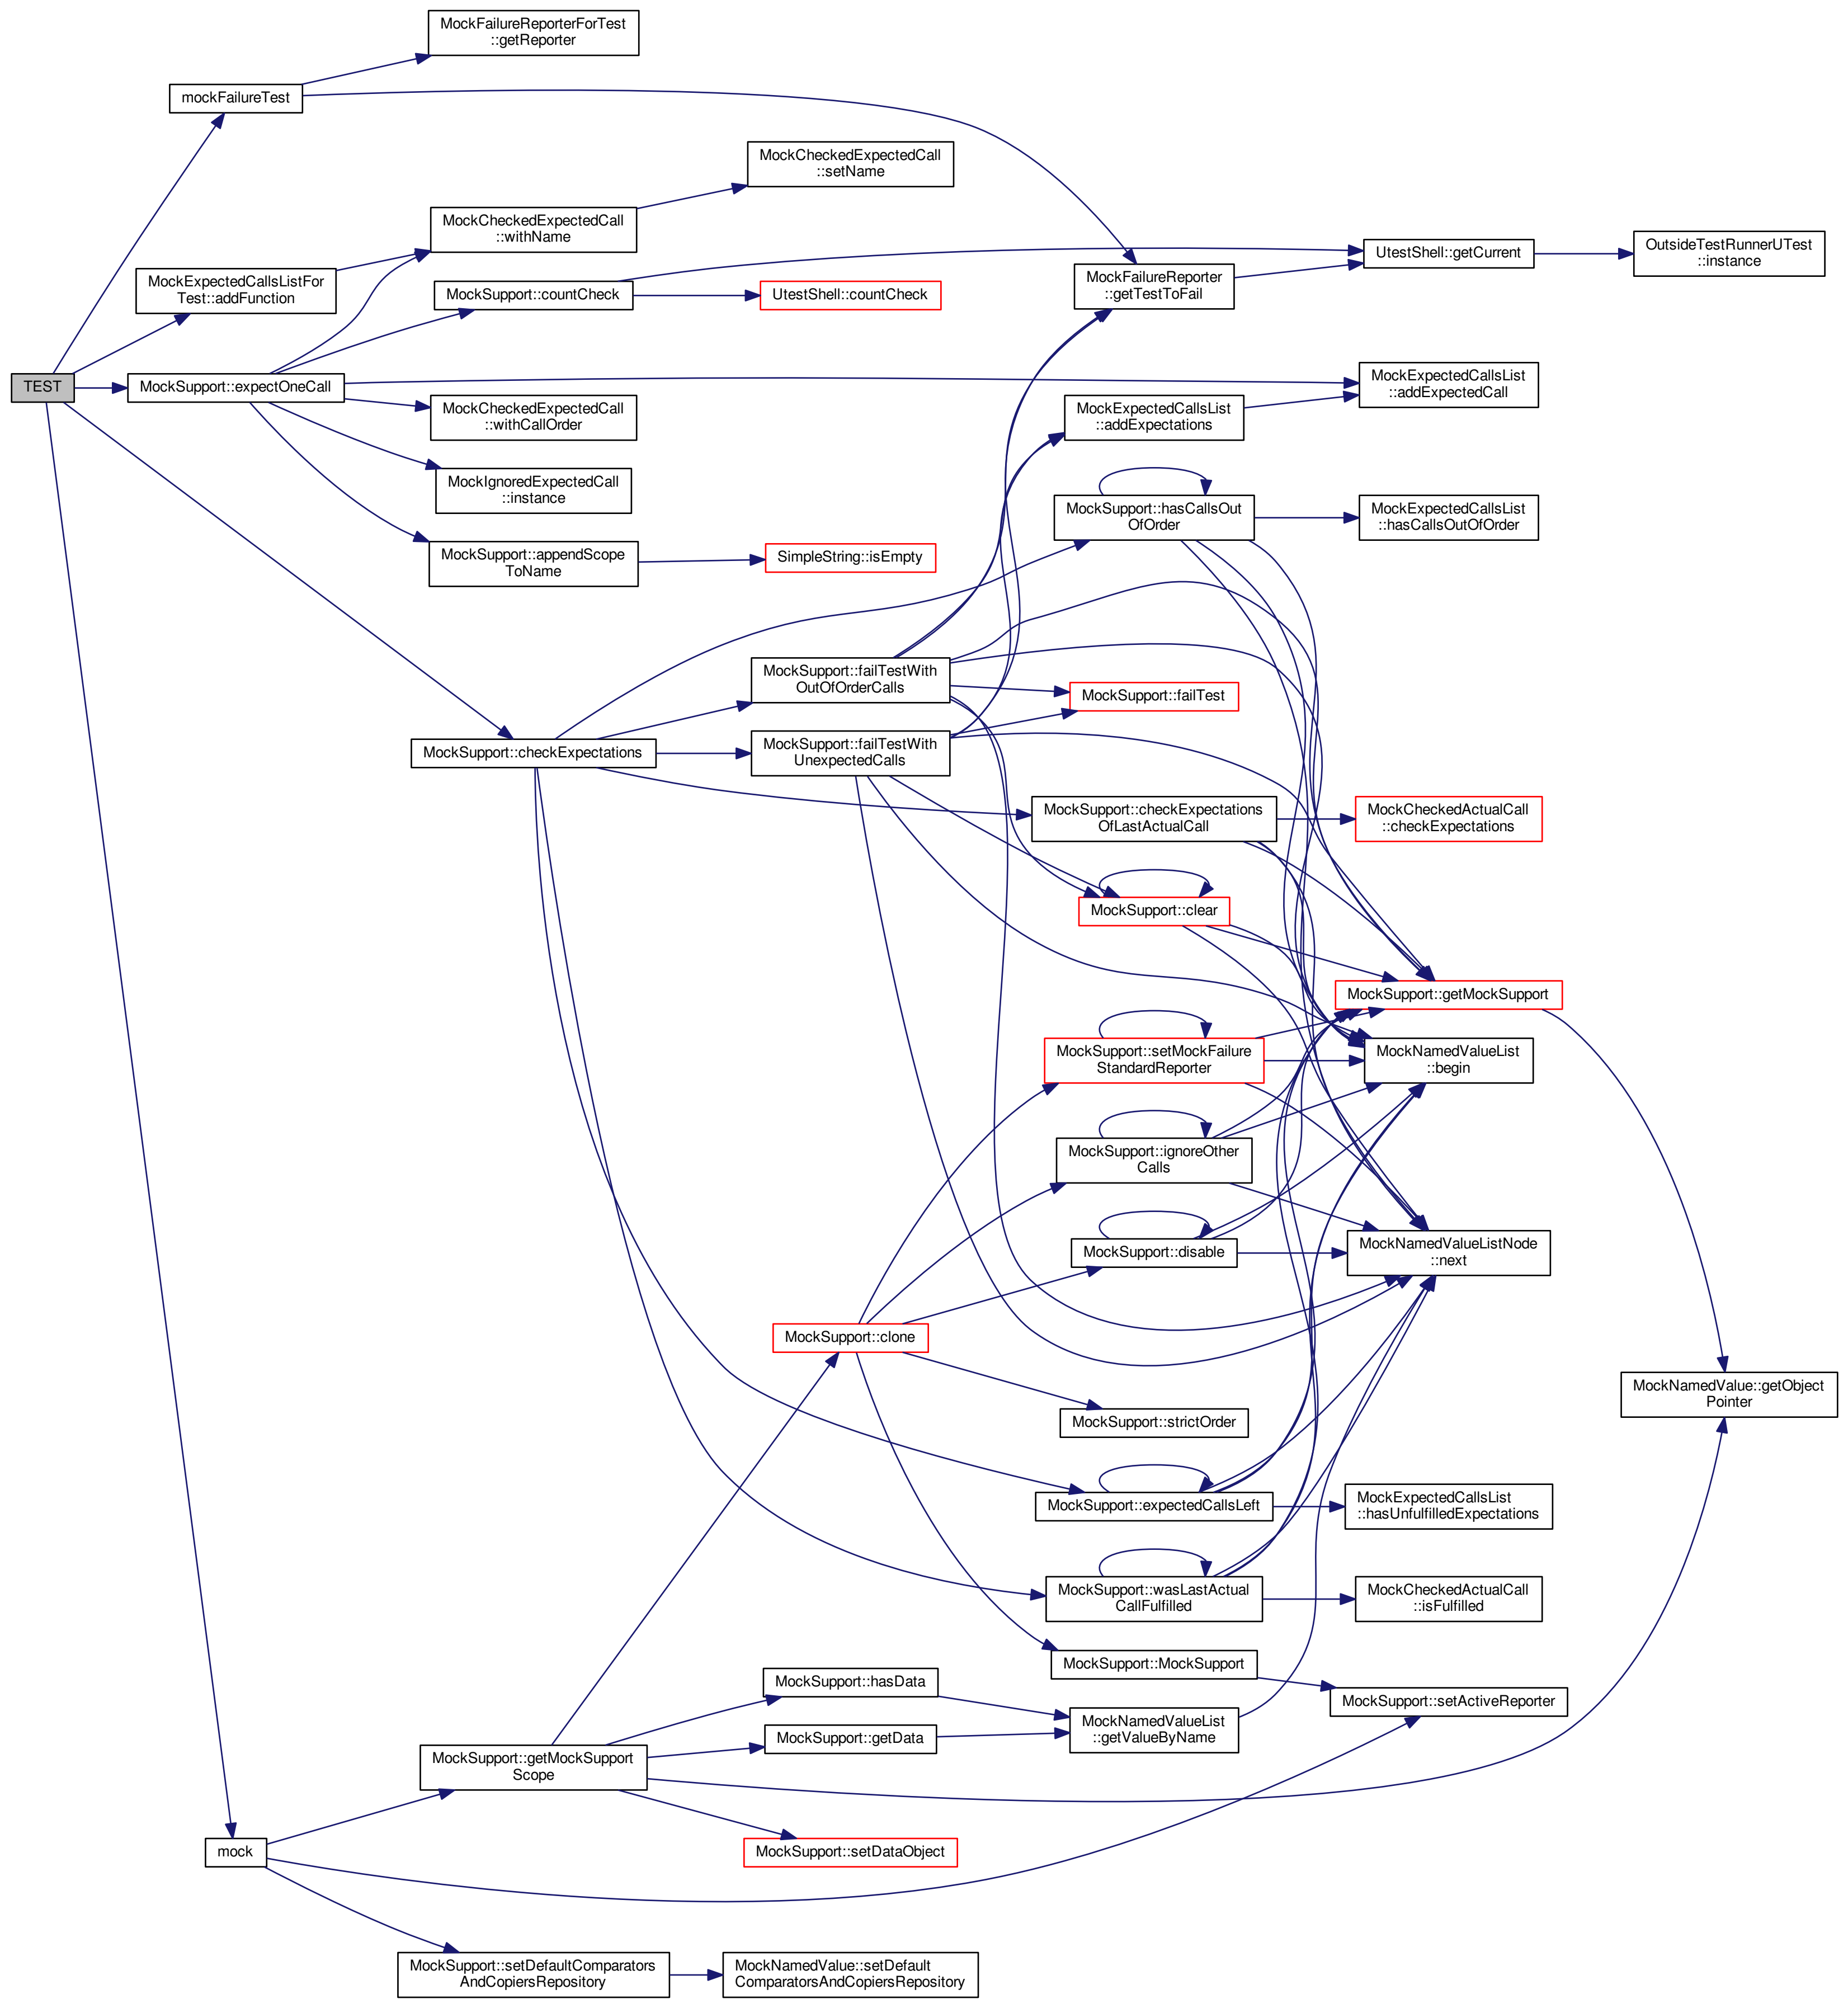 MockFailureReporterForTest
::getReporter
mockFailureTest
MockCheckedExpectedCall
::setName
MockCheckedExpectedCall
::withName
OutsideTestRunnerUTest
::instance
UtestShell::getCurrent
MockExpectedCallsListFor
Test::addFunction
MockSupport::countCheck
UtestShell::countCheck
MockFailureReporter
::getTestToFail
TEST
MockSupport::expectOneCall
MockCheckedExpectedCall
::withCallOrder
MockExpectedCallsList
::addExpectations
MockExpectedCallsList
::addExpectedCall
MockIgnoredExpectedCall
::instance
MockSupport::hasCallsOut
OfOrder
MockExpectedCallsList
::hasCallsOutOfOrder
MockSupport::appendScope
ToName
SimpleString::isEmpty
MockSupport::failTestWith
OutOfOrderCalls
MockSupport::failTest
MockSupport::checkExpectations
MockSupport::failTestWith
UnexpectedCalls
MockSupport::checkExpectations
OfLastActualCall
MockCheckedActualCall
::checkExpectations
MockSupport::clear
MockSupport::getMockSupport
MockSupport::setMockFailure
StandardReporter
MockNamedValueList
::begin
MockSupport::ignoreOther
Calls
MockSupport::disable
MockNamedValueListNode
::next
MockSupport::clone
MockSupport::strictOrder
MockNamedValue::getObject
Pointer
MockSupport::expectedCallsLeft
MockExpectedCallsList
::hasUnfulfilledExpectations
MockSupport::wasLastActual
CallFulfilled
MockCheckedActualCall
::isFulfilled
MockSupport::MockSupport
MockSupport::setActiveReporter
MockSupport::hasData
MockSupport::getData
MockNamedValueList
::getValueByName
MockSupport::getMockSupport
Scope
MockSupport::setDataObject
mock
MockSupport::setDefaultComparators
AndCopiersRepository
MockNamedValue::setDefault
ComparatorsAndCopiersRepository